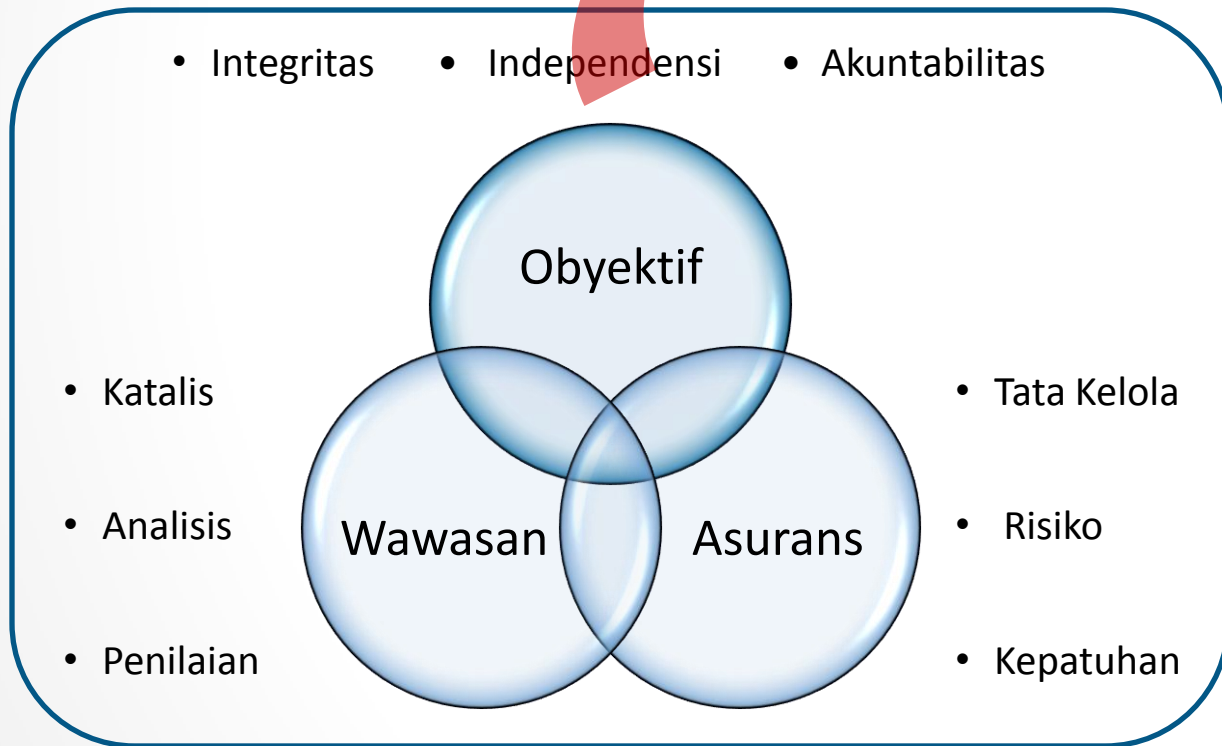 • Integritas • Independensi • Akuntabilitas
Obyektif
• Katalis
• Tata Kelola
• Analisis
Wawasan
Asurans
• Risiko
• Penilaian
• Kepatuhan